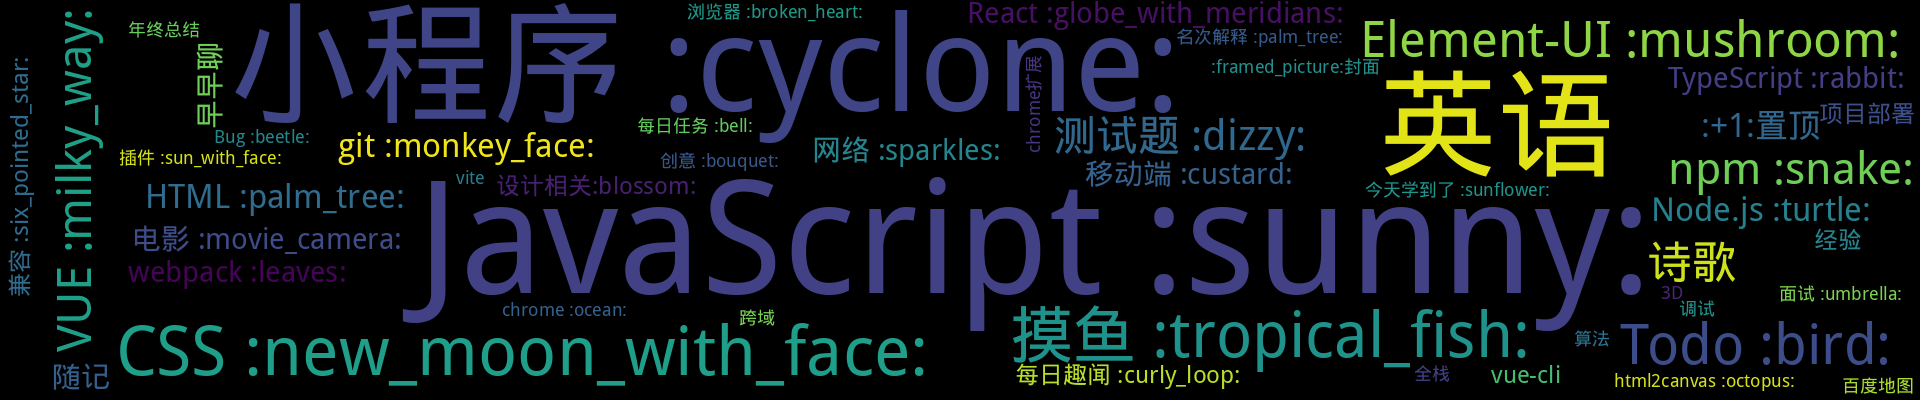 年终总结
浏览器 :broken_heart:
React :globe_with_meridians:
Element-UI :mushroom:
小程序 :cyclone:
名次解释 :palm_tree:
:framed_picture:封面
早早聊
chrome扩展
英语
TypeScript :rabbit:
兼容 :six_pointed_star:
VUE :milky_way:
每日任务 :bell:
测试题 :dizzy:
:+1:置顶
项目部署
Bug :beetle:
git :monkey_face:
插件 :sun_with_face:
创意 :bouquet:
网络 :sparkles:
移动端 :custard:
npm :snake:
vite
设计相关:blossom:
今天学到了 :sunflower:
HTML :palm_tree:
JavaScript :sunny:
Node.js :turtle:
电影 :movie_camera:
经验
诗歌
webpack :leaves:
3D
面试 :umbrella:
chrome :ocean:
跨域
调试
CSS :new_moon_with_face:
摸鱼 :tropical_fish:
算法
Todo :bird:
随记
每日趣闻 :curly_loop:
全栈
vue-cli
html2canvas :octopus:
百度地图